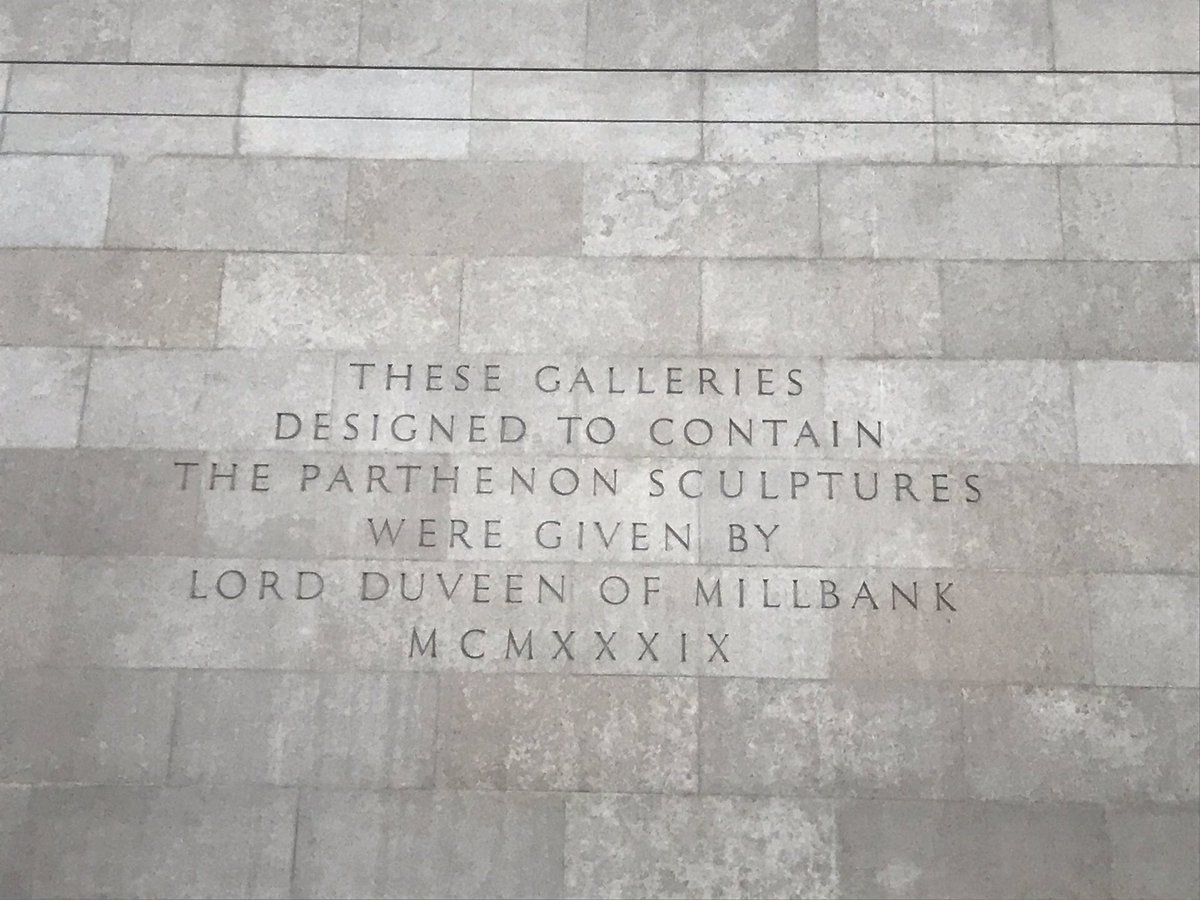 THESE GALLERIES
DESIGNED TO CONTAIN
THE PARTHENON SCULPTURES
WERE GIVEN BY
LORD DUVEEN OF MILLBANK
MCMXXXIX